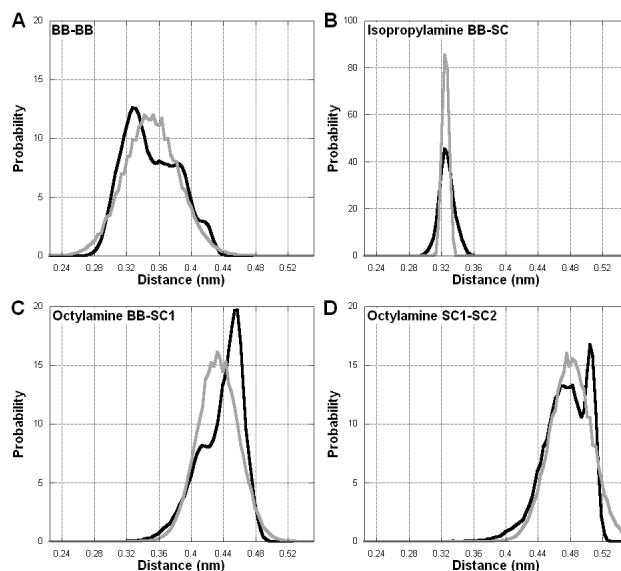 A
BB-BB
Probability
20
15
10
5
0
0.24 0.28 0.32 0.36 0.4 0.44 0.48 0.52
Distance (nm)
B
Isopropylamine BB-SC
Probability
100
80
60
40
20
0
0.24 0.28 0.32 0.36 0.4 0.44 0.48 0.52
Distance (nm)
C
Octylamine BB-SC1
Probability
20
15
10
5
0
0.24 0.28 0.32 0.36 0.4 0.44 0.48 0.52
Distance (nm)
D
Octylamine SC1-SC2
Probability
20
15
10
5
0
0.24 0.28 0.32 0.36 0.4 0.44 0.48 0.52
Distance (nm)